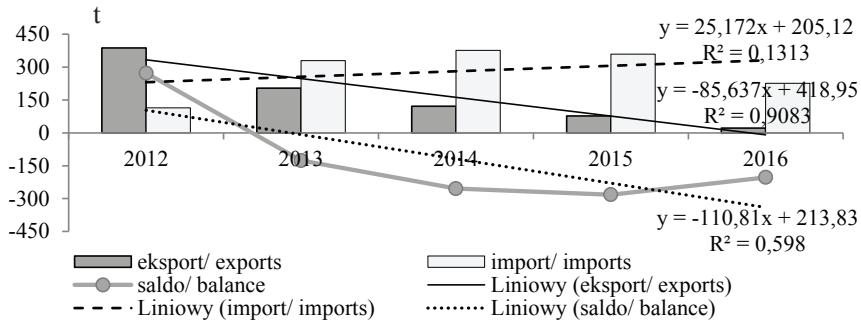 t
450
300
150
0
-150
-300
-450
2012
2013
2014
2015
2016
y = 25,172x + 205,12
R² = 0,1313
y = -85,637x + 418,95
R² = 0,9083
y = -110,81x + 213,83
R² = 0,598
eksport/ exports
import/ imports
saldo/ balance
Liniowy (eksport/ exports)
Liniowy (import/ imports)
Liniowy (saldo/ balance)